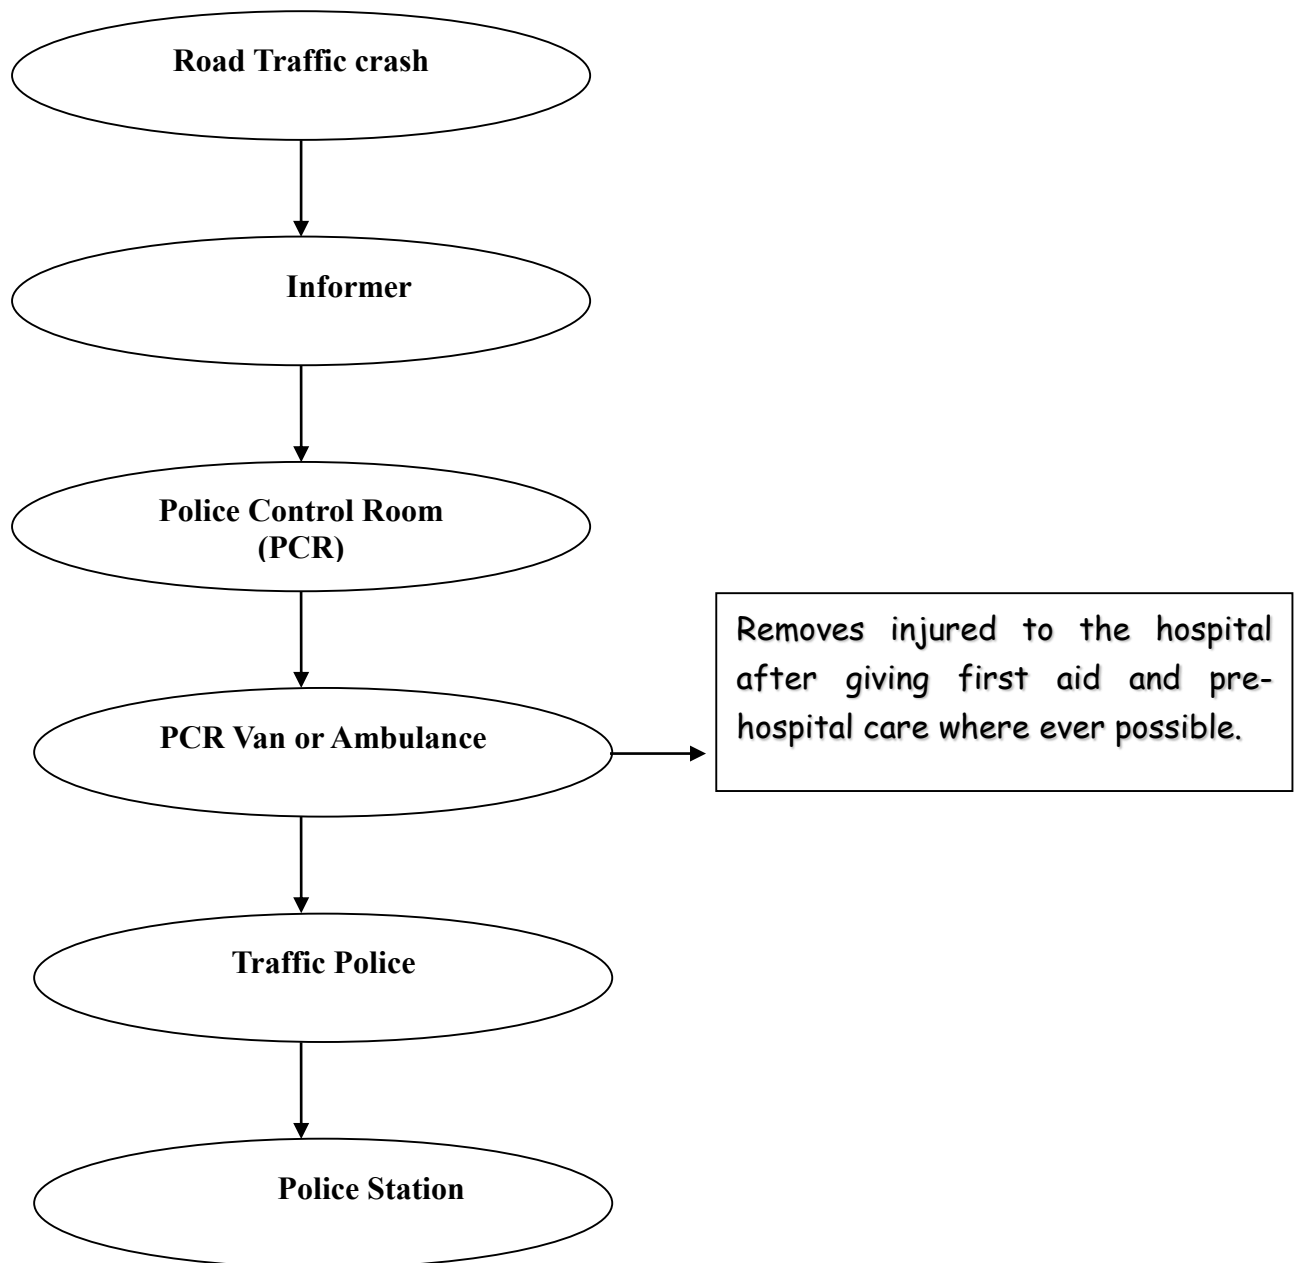 Road Traffic crash
Informer
Police Control Room
(PCR)
Removes injured to the hospital
after giving first aid and pre-
hospital care where ever possible.
PCR Van or Ambulance
Traffic Police
Police Station